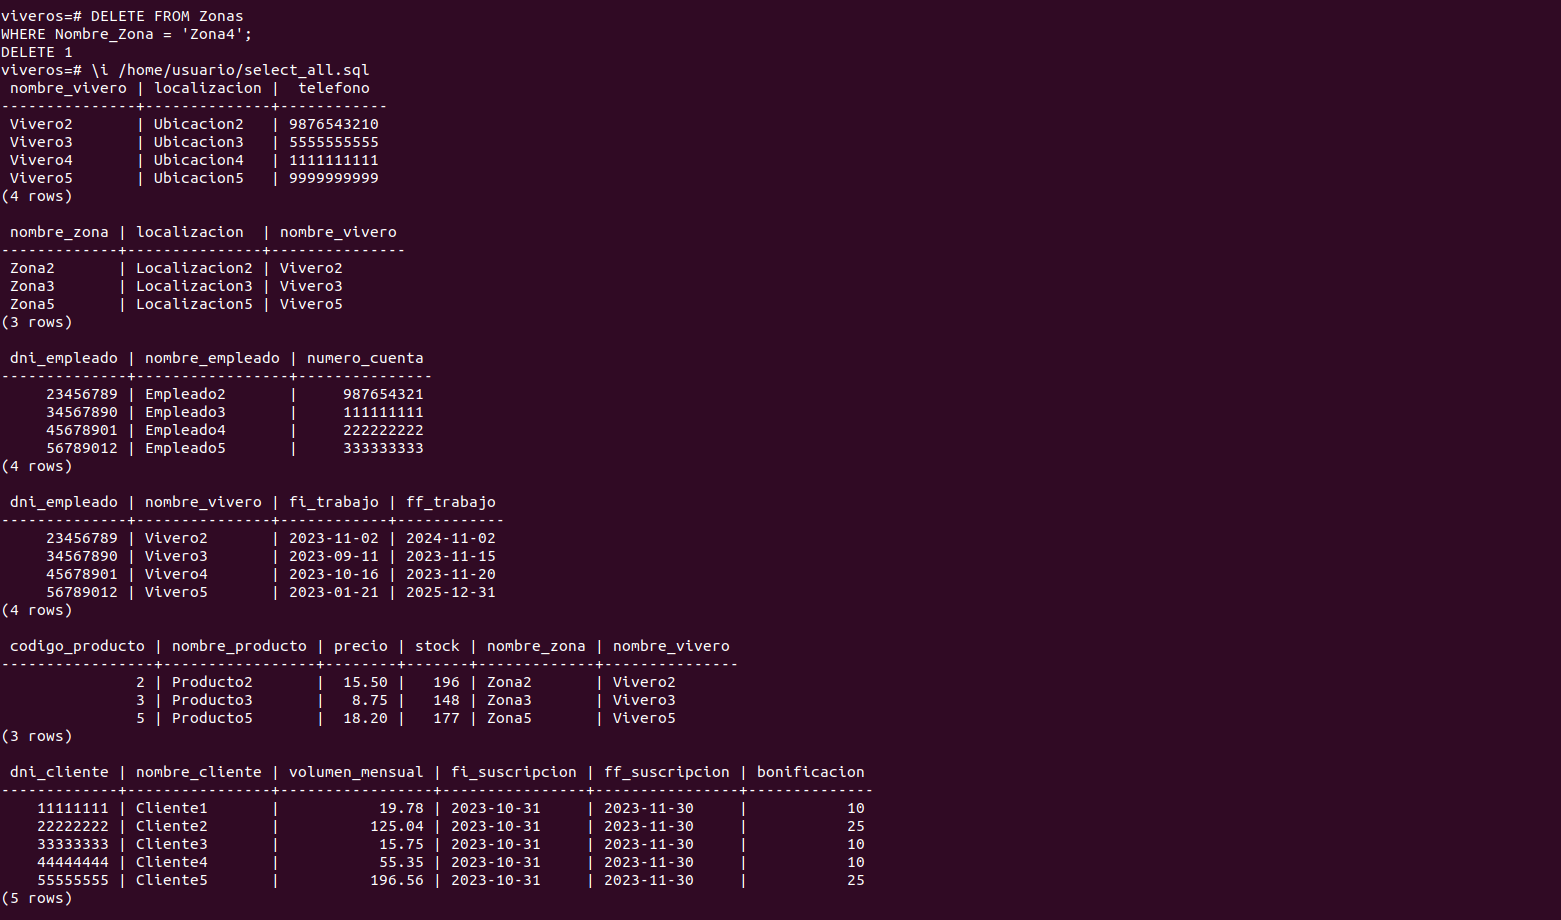 viveros=# DELETE FROM Zonas
WHERE Nombre_Zona = 'Zona4';
DELETE 1
viveros=# \i /home/usuario/select_all.sql
 nombre_vivero | localizacion |  telefono
---------------+--------------+------------
 Vivero2       | Ubicacion2   | 9876543210
 Vivero3       | Ubicacion3   | 5555555555
 Vivero4       | Ubicacion4   | 1111111111
 Vivero5       | Ubicacion5   | 9999999999
(4 rows)

 nombre_zona | localizacion  | nombre_vivero
-------------+---------------+---------------
 Zona2       | Localizacion2 | Vivero2
 Zona3       | Localizacion3 | Vivero3
 Zona5       | Localizacion5 | Vivero5
(3 rows)

 dni_empleado | nombre_empleado | numero_cuenta
--------------+-----------------+---------------
     23456789 | Empleado2       |     987654321
     34567890 | Empleado3       |     111111111
     45678901 | Empleado4       |     222222222
     56789012 | Empleado5       |     333333333
(4 rows)

 dni_empleado | nombre_vivero | fi_trabajo | ff_trabajo
--------------+---------------+------------+------------
     23456789 | Vivero2       | 2023-11-02 | 2024-11-02
     34567890 | Vivero3       | 2023-09-11 | 2023-11-15
     45678901 | Vivero4       | 2023-10-16 | 2023-11-20
     56789012 | Vivero5       | 2023-01-21 | 2025-12-31
(4 rows)

 codigo_producto | nombre_producto | precio | stock | nombre_zona | nombre_vivero
-----------------+-----------------+--------+-------+-------------+---------------
               2 | Producto2       |  15.50 |   196 | Zona2       | Vivero2
               3 | Producto3       |   8.75 |   148 | Zona3       | Vivero3
               5 | Producto5       |  18.20 |   177 | Zona5       | Vivero5
(3 rows)

 dni_cliente | nombre_cliente | volumen_mensual | fi_suscripcion | ff_suscripcion | bonificacion
-------------+----------------+-----------------+----------------+----------------+--------------
    11111111 | Cliente1       |           19.78 | 2023-10-31     | 2023-11-30     |           10
    22222222 | Cliente2       |          125.04 | 2023-10-31     | 2023-11-30     |           25
    33333333 | Cliente3       |           15.75 | 2023-10-31     | 2023-11-30     |           10
    44444444 | Cliente4       |           55.35 | 2023-10-31     | 2023-11-30     |           10
    55555555 | Cliente5       |          196.56 | 2023-10-31     | 2023-11-30     |           25
(5 rows)